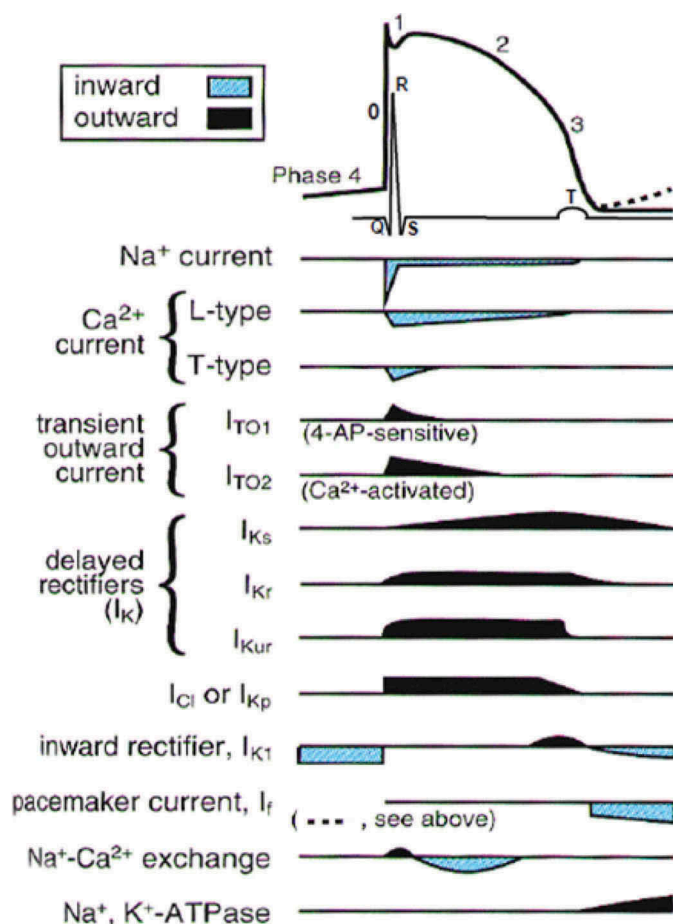 inward
outward
1
2
R
0
3
Phase 4
T
Q
S
Na⁺ current
Ca²⁺
current
L-type
T-type
transient
outward
current
I_TO1
(4-AP-sensitive)
I_TO2
(Ca²⁺-activated)
delayed
rectifiers
(I_K)
I_Ks
I_Kr
I_Kur
I_Cl or I_Kp
inward rectifier, I_K1
pacemaker current, I_f
( ----, see above)
Na⁺-Ca²⁺ exchange
Na⁺, K⁺-ATPase